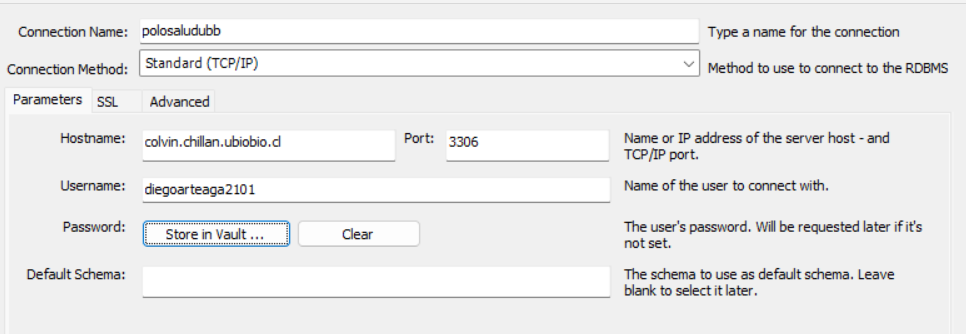 Connection Name: polosaludubb Type a name for the connection
Connection Method: Standard (TCP/IP) Method to use to connect to the RDBMS
Parameters SSL Advanced
Hostname: colvin.chillan.ubiobio.cl Port: 3306 Name or IP address of the server host - and
TCP/IP port.
Username: diegoarteaga2101 Name of the user to connect with.
Password: Store in Vault ... Clear The user's password. Will be requested later if it's
not set.
Default Schema: The schema to use as default schema. Leave
blank to select it later.